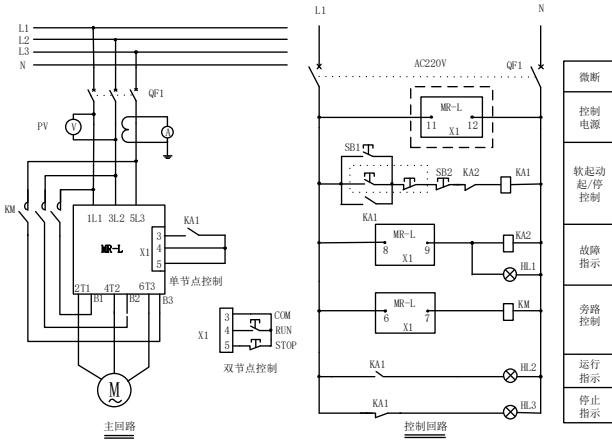 L1
L2
L3
N
QF1
PV
V
A
KM
1L1 3L2 5L3
MR-L
X1
3
4
5
KA1
单节点控制
2T1 4T2 6T3
B1 B2 B3
X1
3
4
5
COM
RUN
STOP
双节点控制
M
主回路
L1
N
AC220V
QF1
MR-L
11 12
X1
SB1
SB2
KA2
KA1
KA1
MR-L
8 9
X1
KA2
HL1
MR-L
6 7
X1
KM
KA1
HL2
KA1
HL3
控制回路
微断
控制
电源
软起动
起/停
控制
故障
指示
旁路
控制
运行
指示
停止
指示